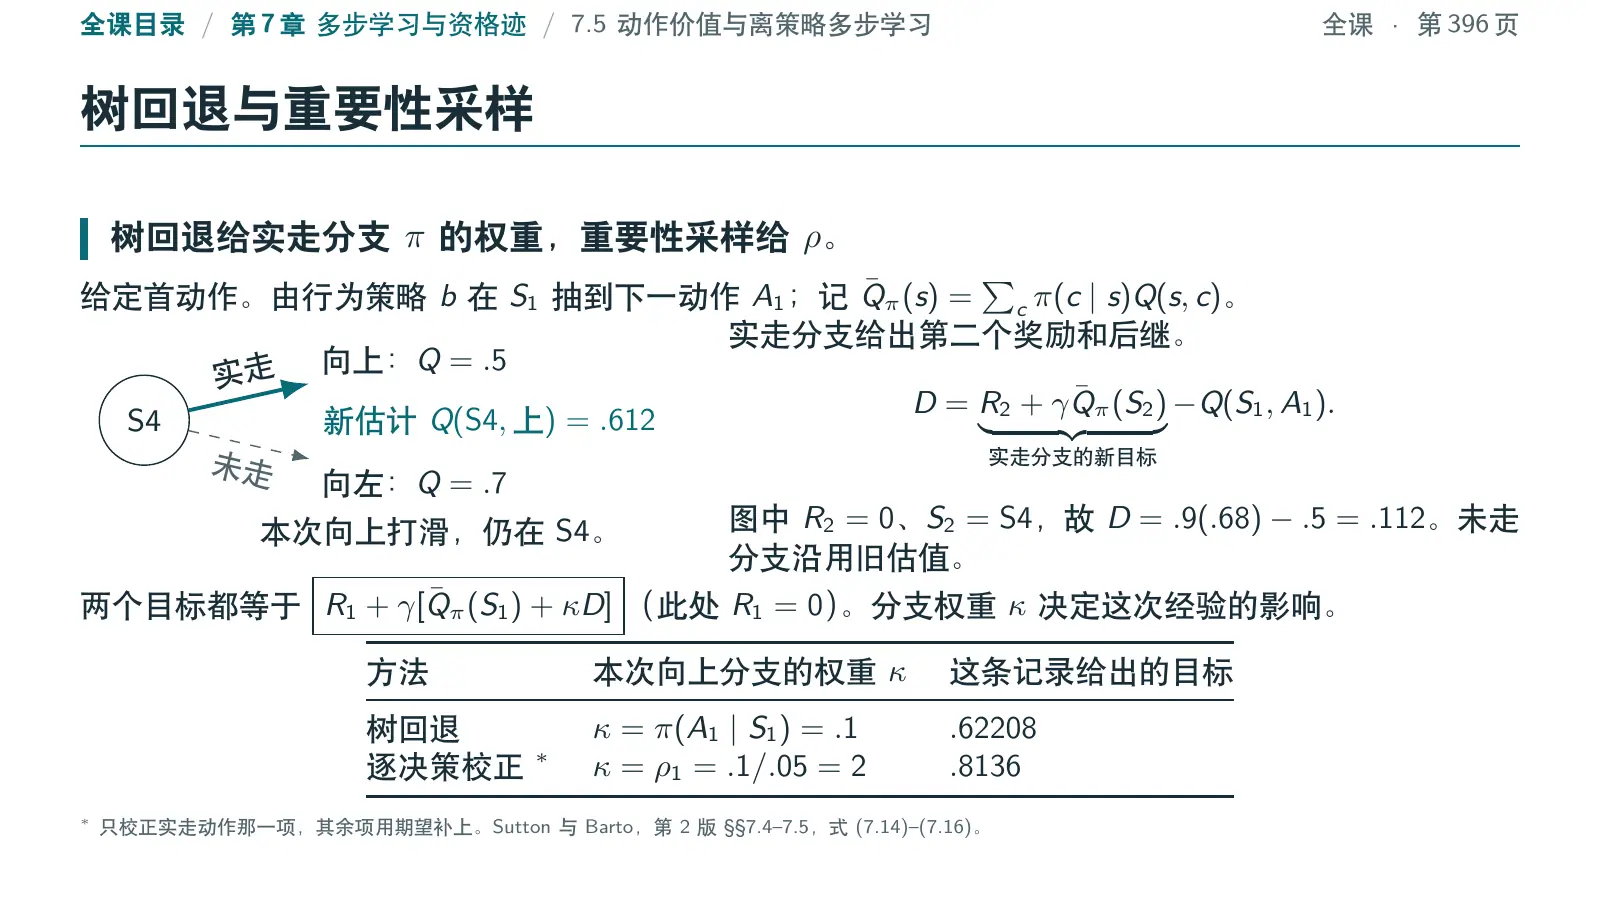 全课目录 / 第 7 章 多步学习与资格迹 / 7.5 动作价值与离策略多步学习
全课 · 第 396 页
树回退与重要性采样
树回退给实走分支 π 的权重，重要性采样给 ρ。
给定首动作。由行为策略 b 在 S₁ 抽到下一动作 A₁；记 Q̄π(s) = ∑c π(c | s)Q(s, c)。
实走
未走
S4
向上：Q = .5
新估计 Q(S4, 上) = .612
向左：Q = .7
本次向上打滑，仍在 S4。
实走分支给出第二个奖励和后继。
D = R₂ + γQ̄π(S₂) − Q(S₁, A₁).
实走分支的新目标
图中 R₂ = 0、S₂ = S4，故 D = .9(.68) − .5 = .112。未走
分支沿用旧估值。
两个目标都等于 R₁ + γ[Q̄π(S₁) + κD]（此处 R₁ = 0）。分支权重 κ 决定这次经验的影响。
方法 本次向上分支的权重 κ 这条记录给出的目标
树回退 κ = π(A₁ | S₁) = .1 .62208
逐决策校正 * κ = ρ₁ = .1/.05 = 2 .8136
* 只校正实走动作那一项，其余项用期望补上。Sutton 与 Barto，第 2 版 §§7.4–7.5，式 (7.14)–(7.16)。